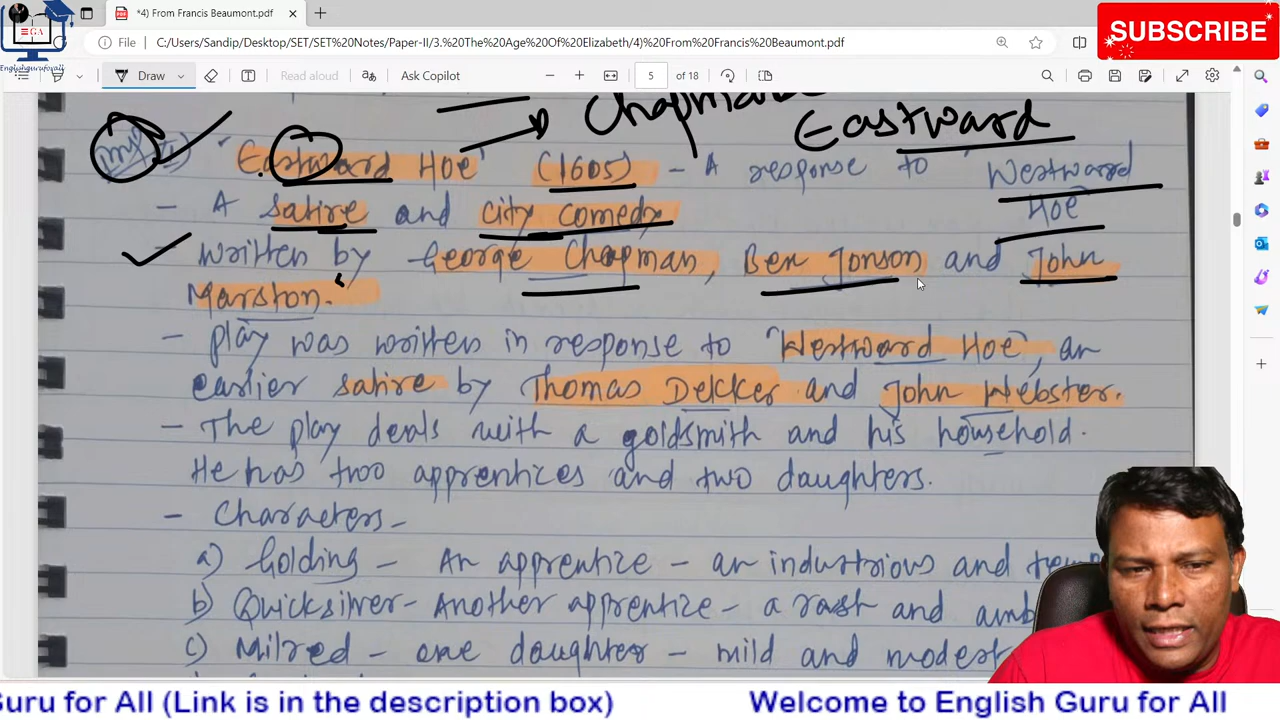 *4) From Francis Beaumont.pdf
SUBSCRIBE
EGA
Englishguruforall
File C:/Users/Sandip/Desktop/SET/SET%20Notes/Paper-II/3.%20The%20Age%20Of%20Elizabeth/4)%20From%20Francis%20Beaumont.pdf
Draw Read aloud Ask Copilot 5 of 18
Eastward
"Eastward Hoe" (1605) - A response to "Westward
Hoe
- A satire and city comedy
- Written by George Chapman, Ben Jonson and John
Marston.
- Play was written in response to "Westward Hoe", an
earlier satire by Thomas Dekker and John Webster.
- The play deals with a goldsmith and his household.
He has two apprentices and two daughters.
- Characters-
a) Golding - An apprentice - an industrious and
b) Quicksilver- Another apprentice - a rash and
c) Milred - one daughter - mild and modest
Guru for All (Link is in the description box) Welcome to English Guru for All